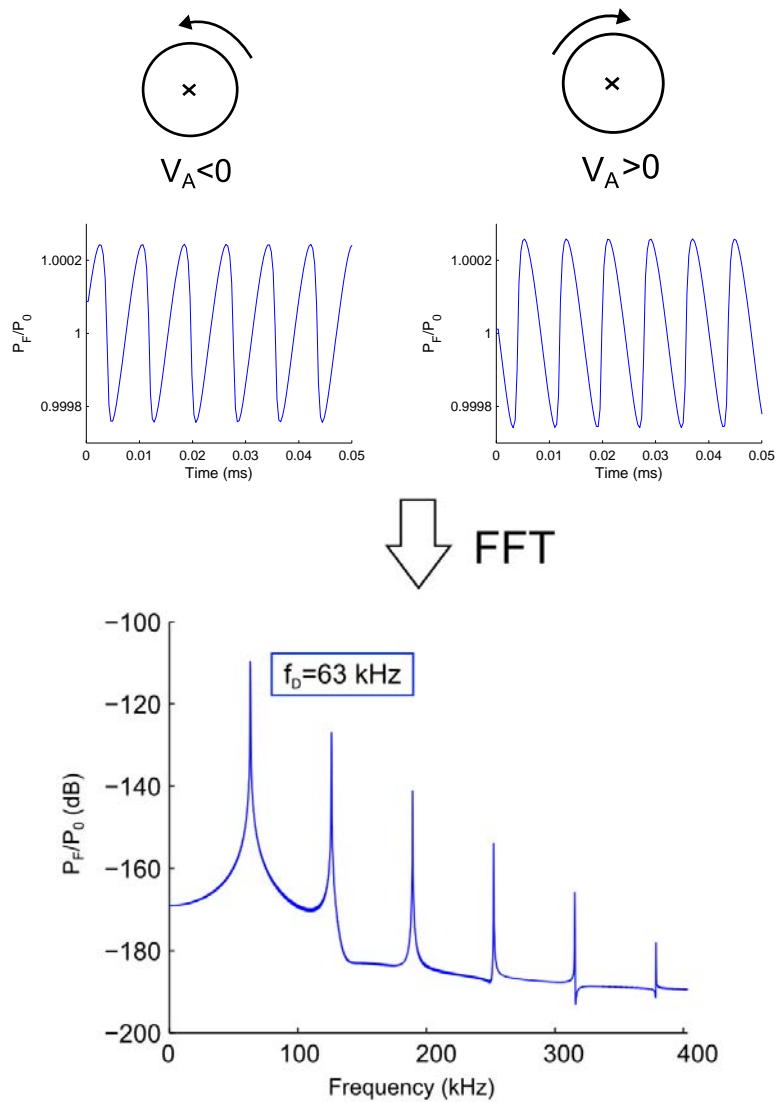 V_A<0
V_A>0
P_F/P_0
1.0002
1
0.9998
0 0.01 0.02 0.03 0.04 0.05
Time (ms)
P_F/P_0
1.0002
1
0.9998
0 0.01 0.02 0.03 0.04 0.05
Time (ms)
FFT
P_F/P_0 (dB)
−100
−120
−140
−160
−180
−200
f_D=63 kHz
0 100 200 300 400
Frequency (kHz)